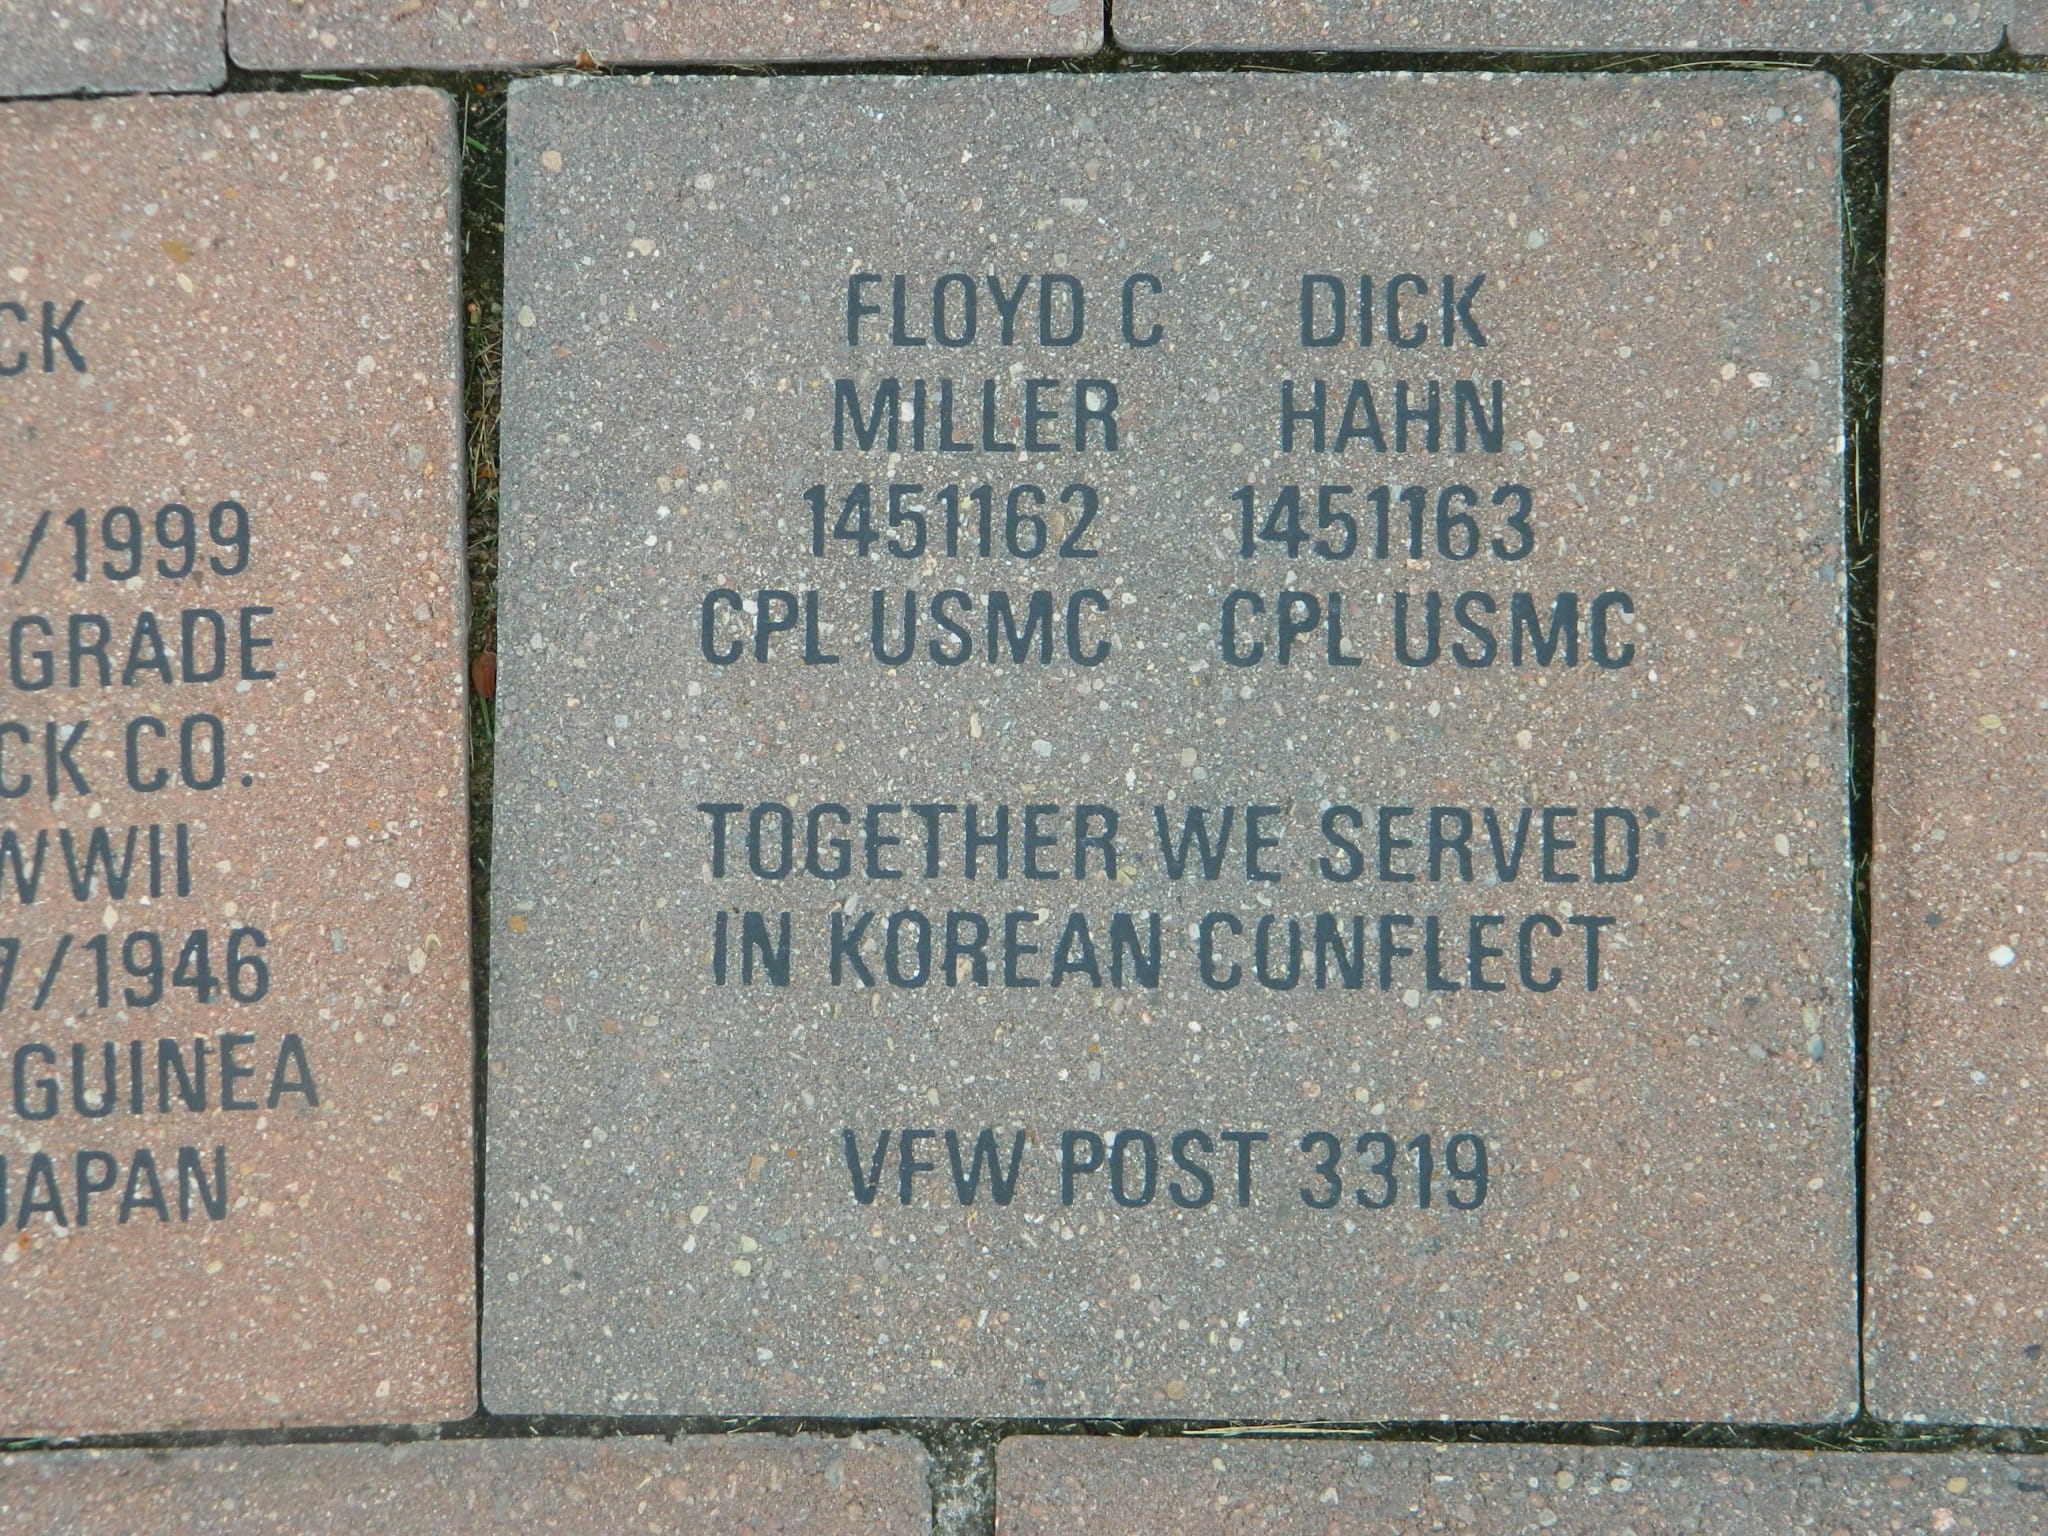 CK
/1999
GRADE
CK CO.
WWII
7/1946
GUINEA
JAPAN
FLOYD C DICK
MILLER HAHN
1451162 1451163
CPL USMC CPL USMC
TOGETHER WE SERVED
IN KOREAN CONFLECT
VFW POST 3319